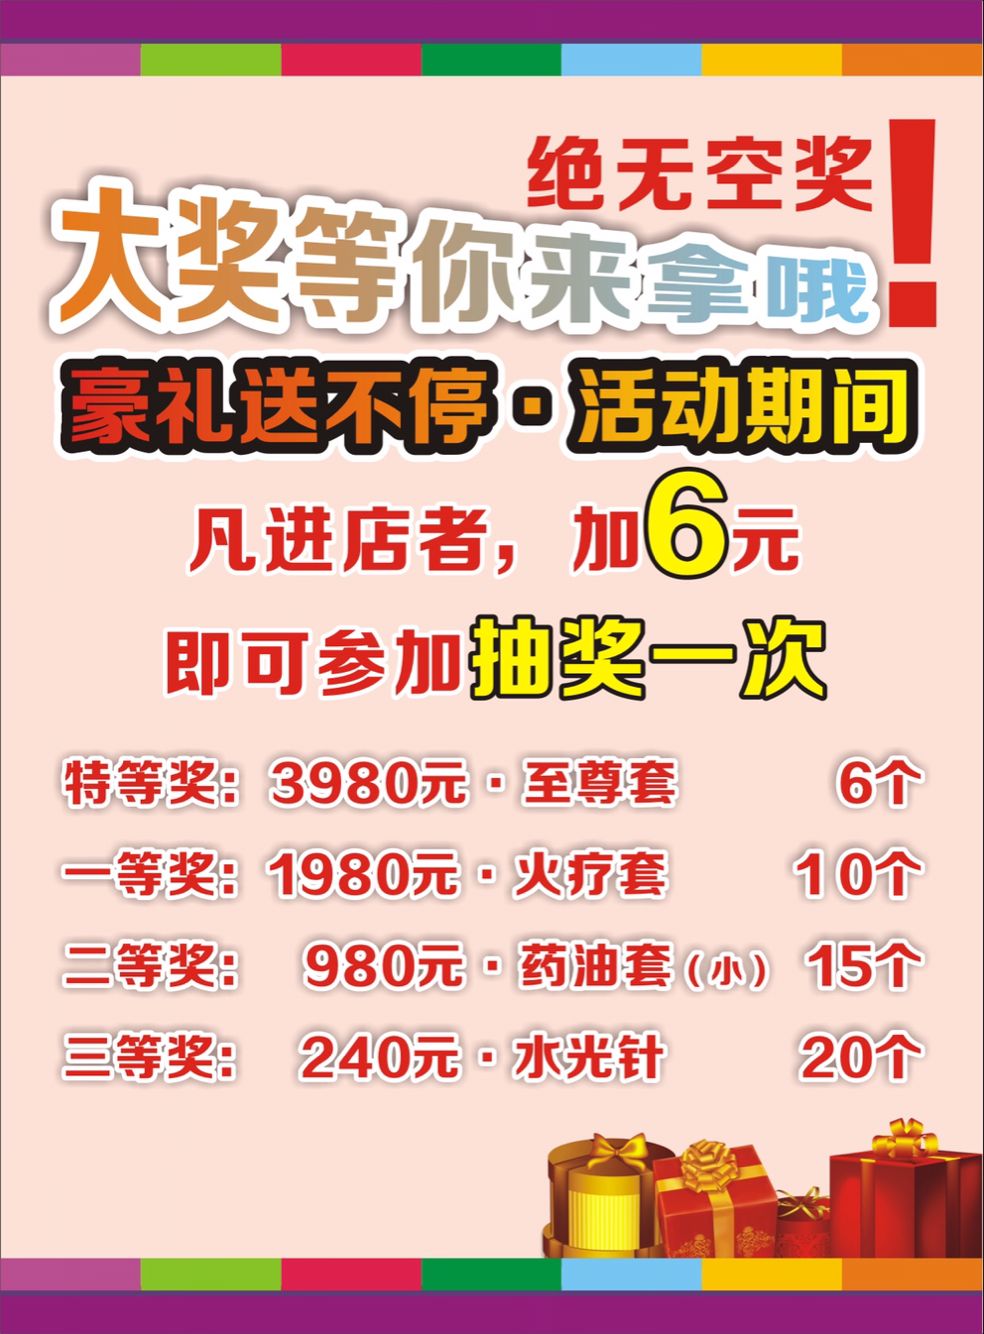 绝无空奖!
大奖等你来拿哦
豪礼送不停·活动期间
凡进店者，加6元
即可参加抽奖一次
特等奖：3980元·至尊套 6个
一等奖：1980元·火疗套 10个
二等奖：980元·药油套（小） 15个
三等奖：240元·水光针 20个